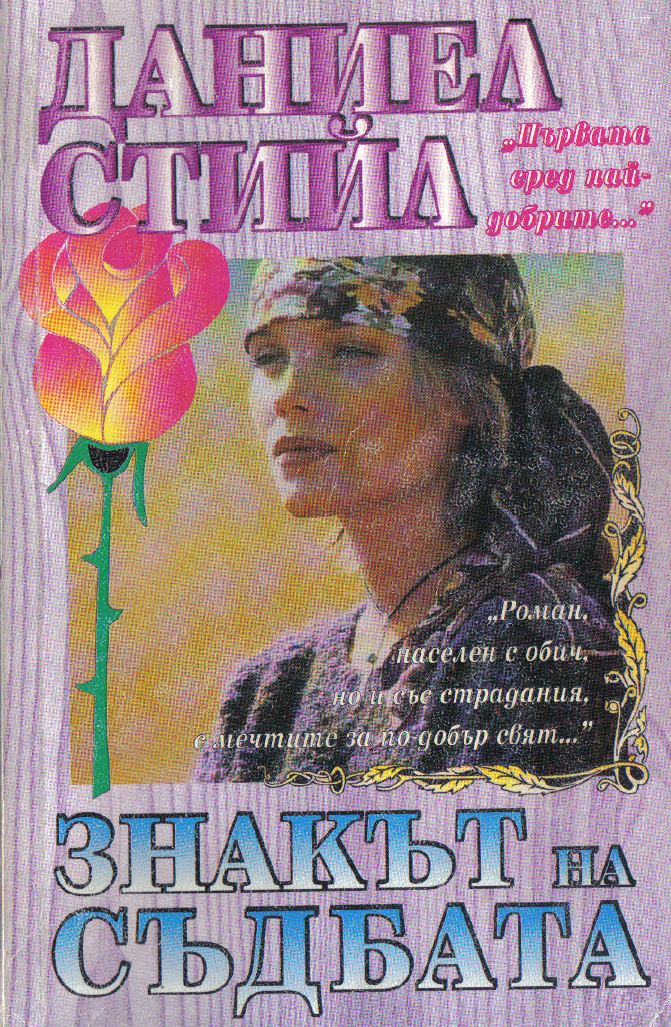 ДАНИЕЛ
СТИЙЛ
„Първата
сред най-
добрите..."
„Роман,
населен с обич,
но и със страдания,
с мечтите за по-добър свят..."
ЗНАКЪТ НА
СЪДБАТА